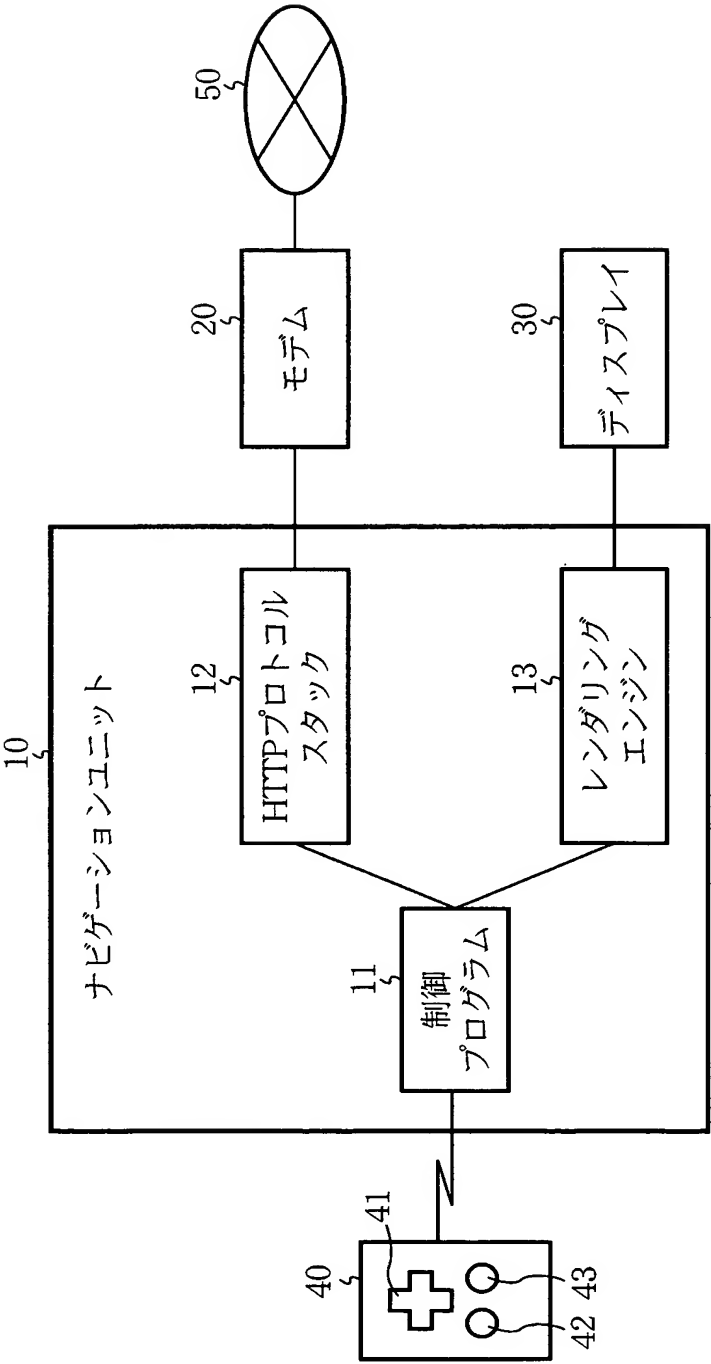 10
ナビゲーションユニット
12
HTTPプロトコル
スタック
20
モデム
50
11
制御
プログラム
13
レンダリング
エンジン
30
ディスプレイ
40
41
42
43